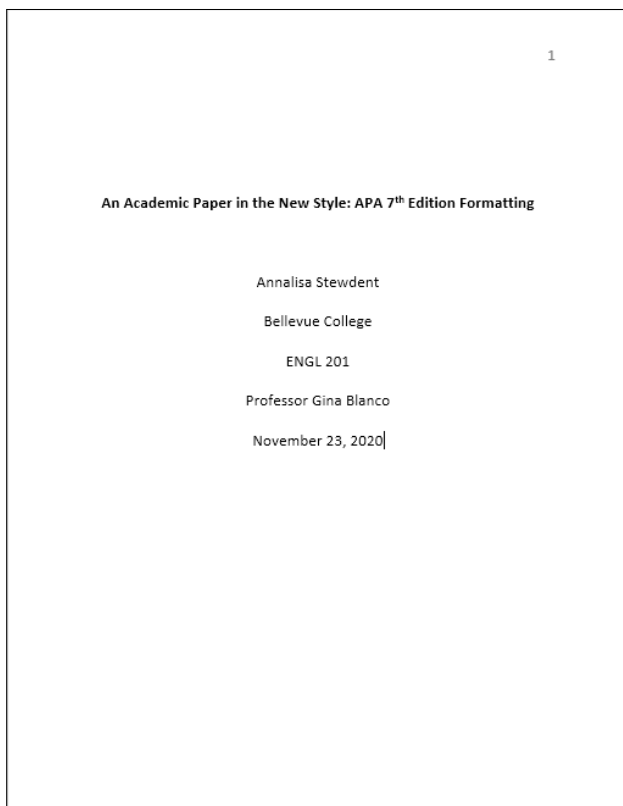 1
An Academic Paper in the New Style: APA 7th Edition Formatting
Annalisa Stewdent
Bellevue College
ENGL 201
Professor Gina Blanco
November 23, 2020